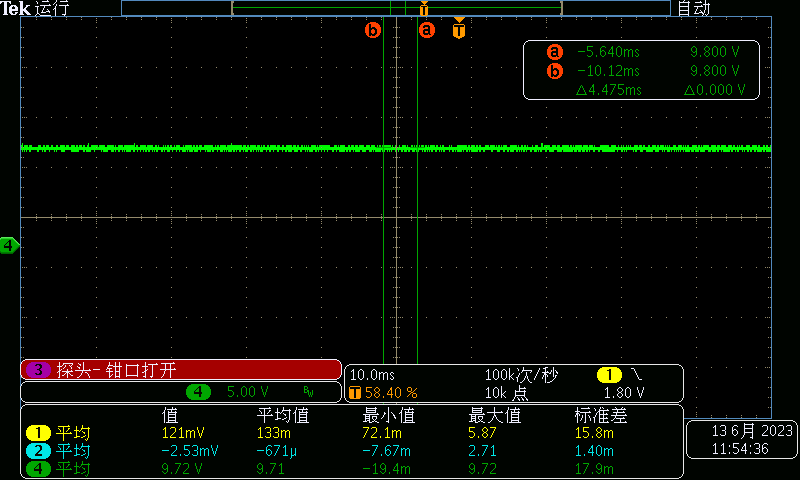 Tek 运行 T 自动
b a T
a -5.640ms 9.800 V
b -10.12ms 9.800 V
△4.475ms △0.000 V
4
3 探头- 钳口打开
4 5.00 V BW
10.0ms 100k次/秒 1 \
T 58.40 % 10k 点 1.80 V
值 平均值 最小值 最大值 标准差
1 平均 121mV 133m 72.1m 5.87 15.8m
2 平均 -2.53mV -671µ -7.67m 2.71 1.40m
4 平均 9.72 V 9.71 -19.4m 9.72 17.9m
13 6月 2023
11:54:36